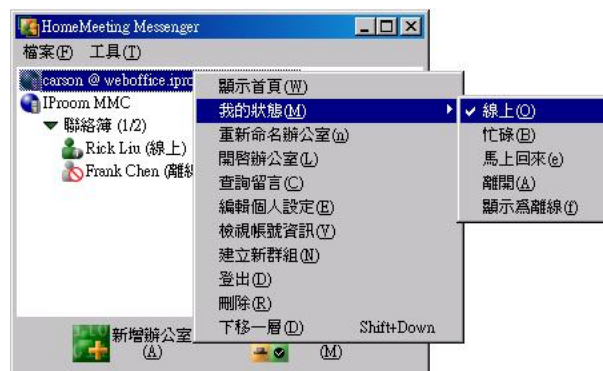 HomeMeeting Messenger
檔案(F) 工具(T)
carson @ weboffice.ipro
IProom MMC
聯絡簿 (1/2)
Rick Liu (線上)
Frank Chen (離線
顯示首頁(W)
我的狀態(M)
重新命名辦公室(n)
開啓辦公室(L)
查詢留言(C)
編輯個人設定(E)
檢視帳號資訊(V)
建立新群組(N)
登出(D)
刪除(R)
下移一層(D) Shift+Down
線上(O)
忙碌(B)
馬上回來(e)
離開(A)
顯示爲離線(f)
新增辦公室
(A)
(M)